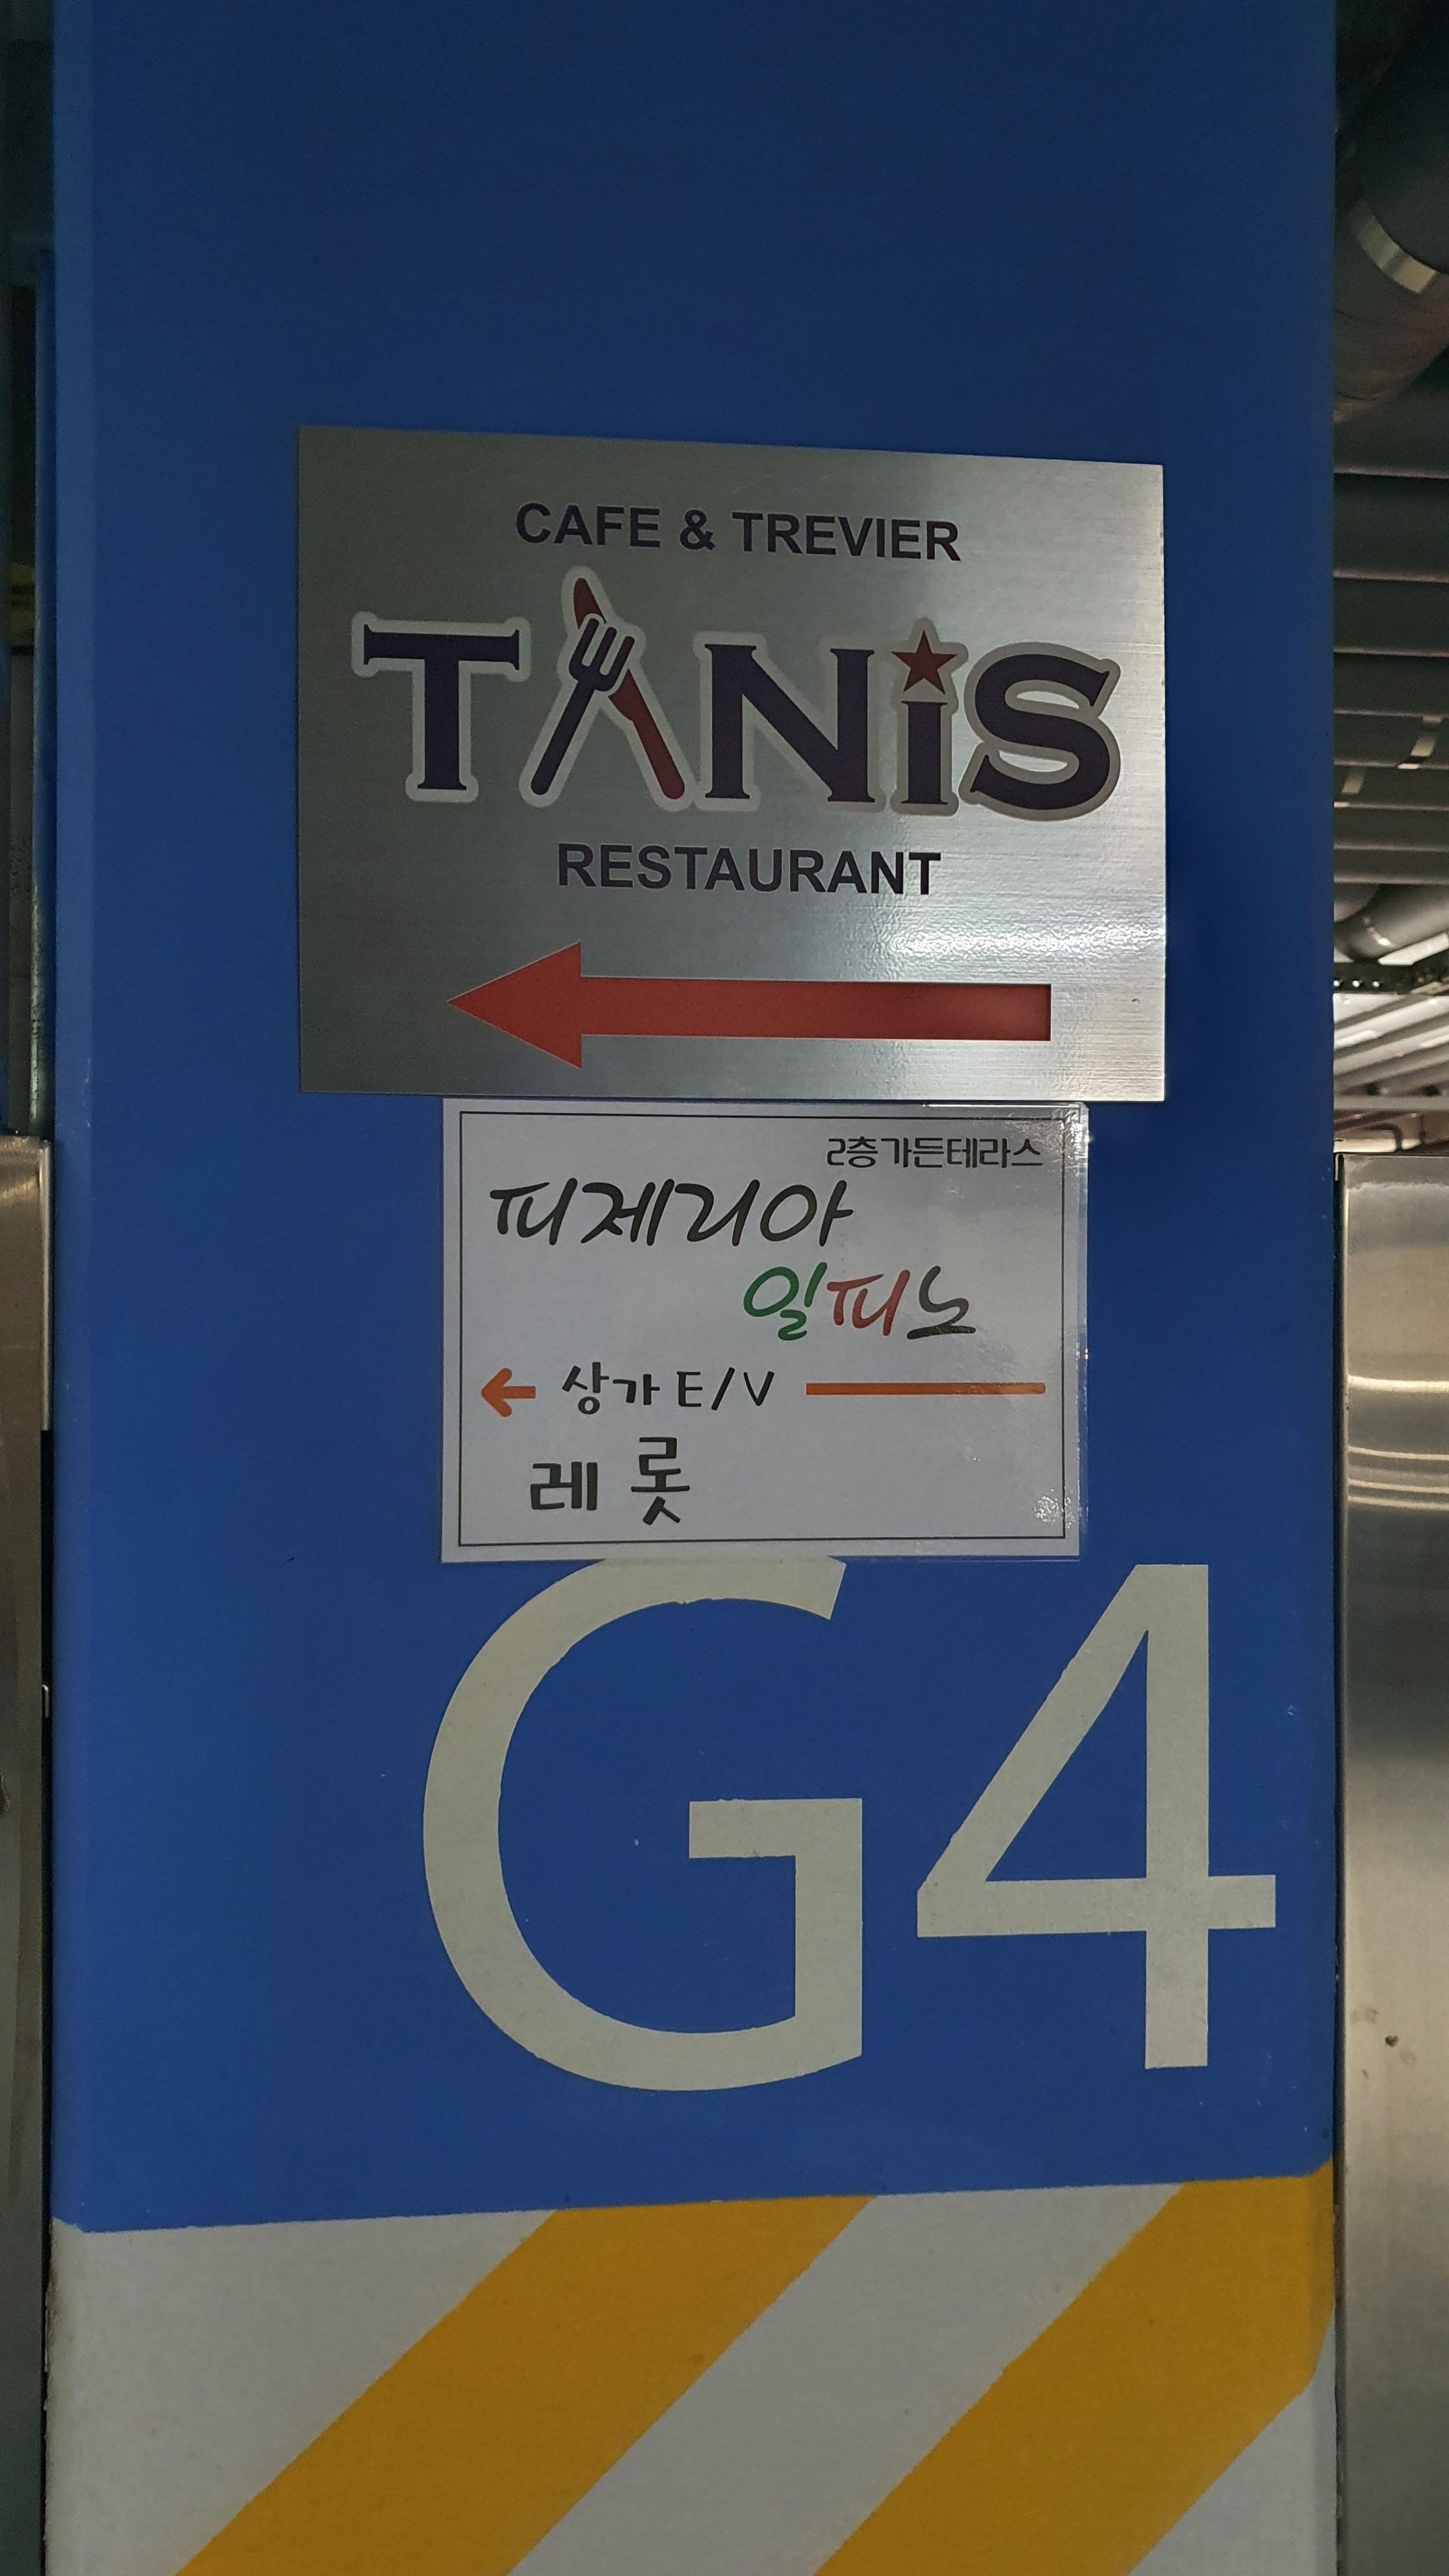 CAFE & TREVIER
TANiS
RESTAURANT
2층가든테라스
피제리아
일피노
상가 E/V
레 롯
G4